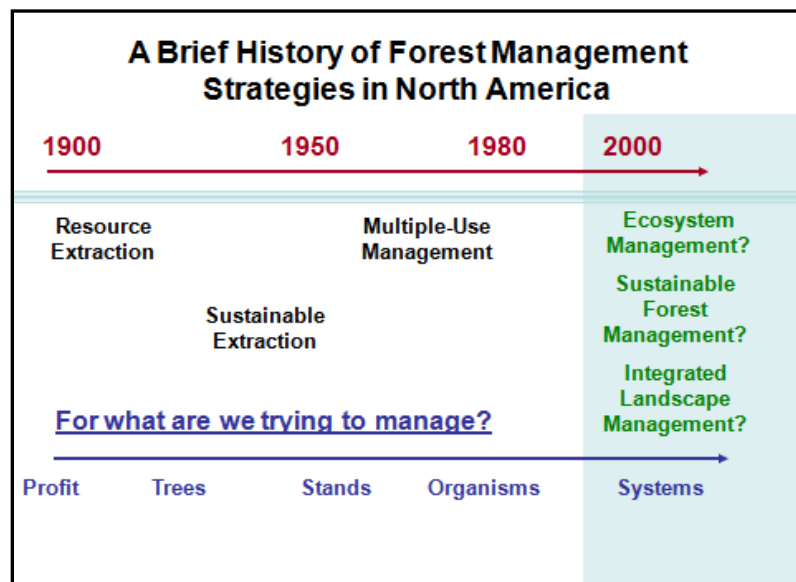 A Brief History of Forest Management
Strategies in North America
1900 1950 1980 2000
Resource
Extraction
Multiple-Use
Management
Ecosystem
Management?
Sustainable
Extraction
Sustainable
Forest
Management?
Integrated
Landscape
Management?
For what are we trying to manage?
Profit Trees Stands Organisms Systems